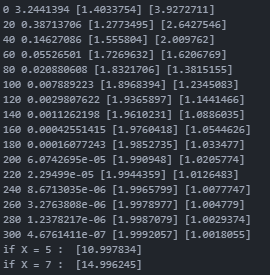 0 3.2441394 [1.4033754] [3.9272711]
20 0.38713706 [1.2773495] [2.6427546]
40 0.14627086 [1.555804] [2.009762]
60 0.05526501 [1.7269632] [1.6206769]
80 0.020880608 [1.8321706] [1.3815155]
100 0.007889223 [1.8968394] [1.2345083]
120 0.0029807622 [1.9365897] [1.1441466]
140 0.0011262198 [1.9610231] [1.0886035]
160 0.00042551414 [1.9760418] [1.0544626]
180 0.00016077243 [1.9852735] [1.033477]
200 6.0742695e-05 [1.990948] [1.0205774]
220 2.29499e-05 [1.9944359] [1.0126483]
240 8.6713035e-06 [1.9965799] [1.0077747]
260 3.2763808e-06 [1.9978977] [1.004779]
280 1.2378217e-06 [1.9987079] [1.0029374]
300 4.6761411e-07 [1.9992057] [1.0018055]
if X = 5 :  [10.997834]
if X = 7 :  [14.996245]